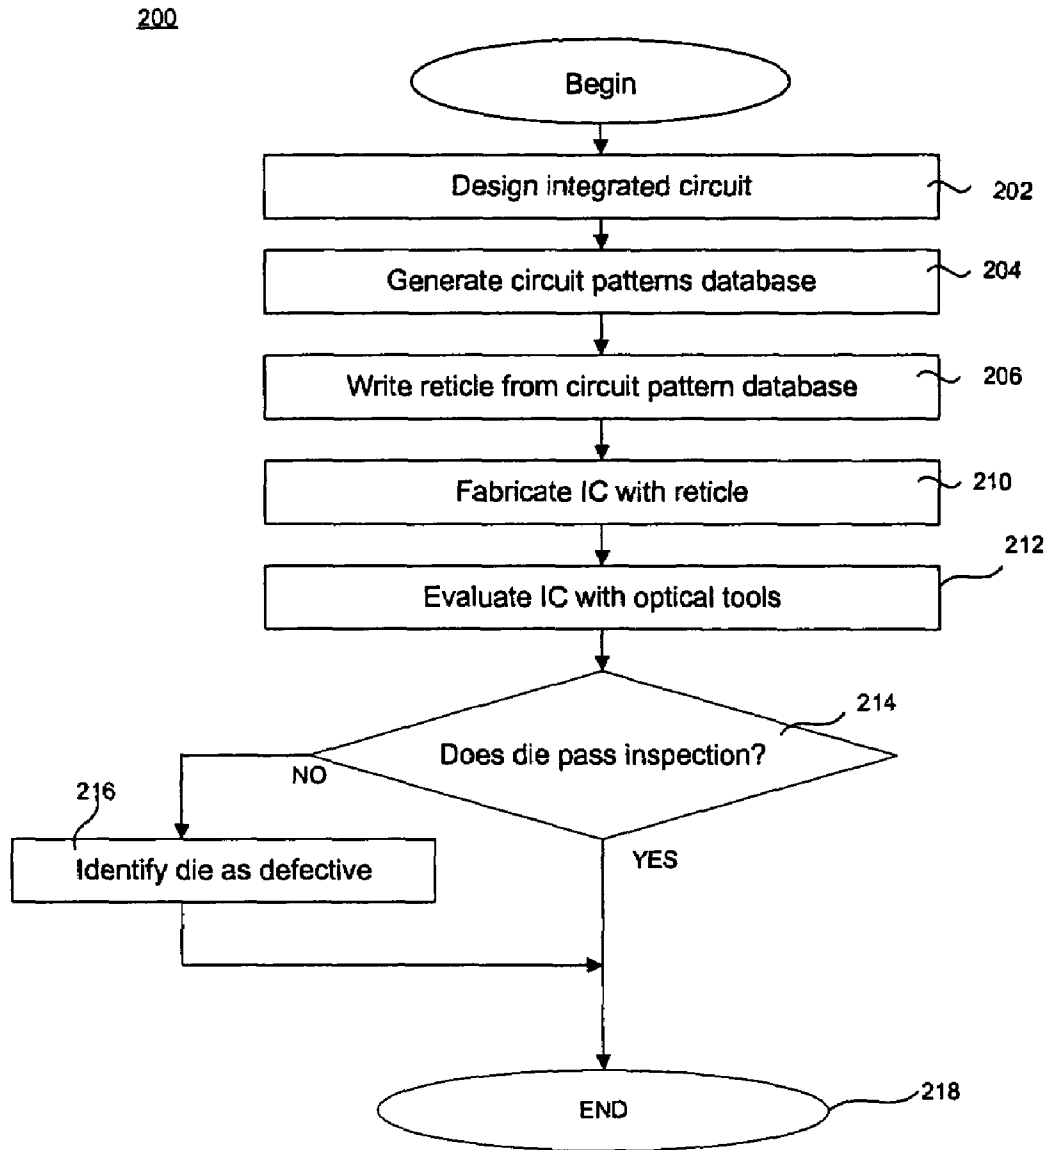 200
Begin
Design integrated circuit
202
Generate circuit patterns database
204
Write reticle from circuit pattern database
206
Fabricate IC with reticle
210
Evaluate IC with optical tools
212
Does die pass inspection?
214
NO
216
Identify die as defective
YES
END
218